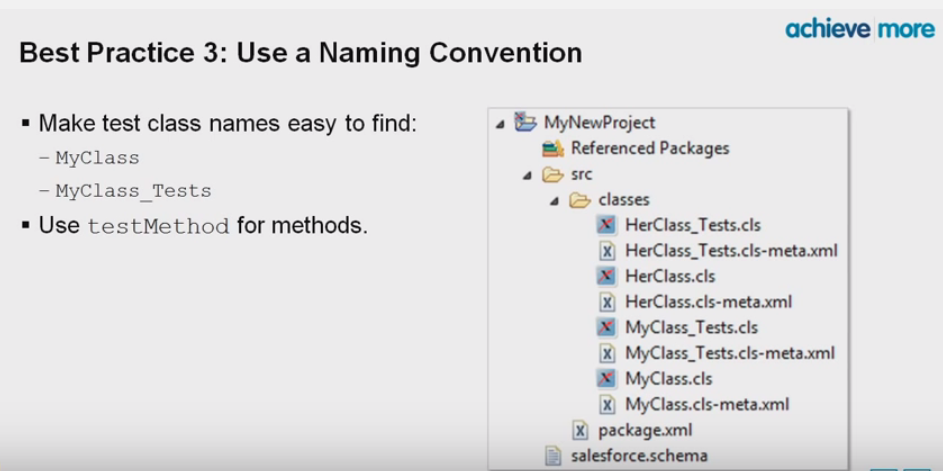 achieve more
Best Practice 3: Use a Naming Convention
▪ Make test class names easy to find:
– MyClass
– MyClass_Tests
▪ Use testMethod for methods.
MyNewProject
Referenced Packages
src
classes
HerClass_Tests.cls
HerClass_Tests.cls-meta.xml
HerClass.cls
HerClass.cls-meta.xml
MyClass_Tests.cls
MyClass_Tests.cls-meta.xml
MyClass.cls
MyClass.cls-meta.xml
package.xml
salesforce.schema